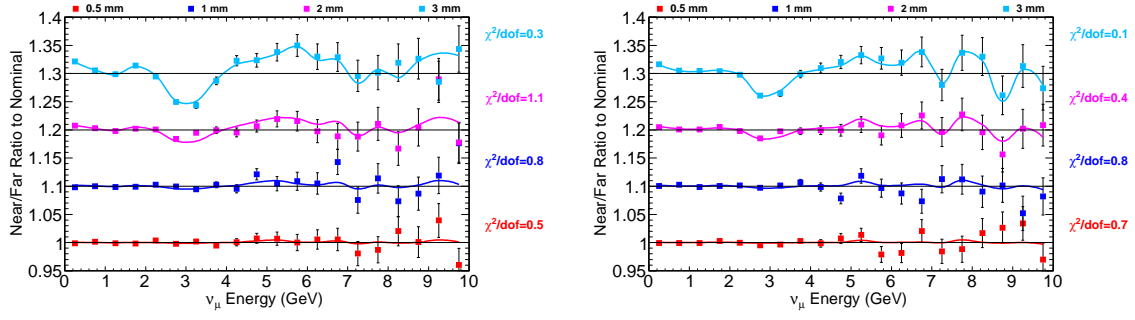 0.5 mm 1 mm 2 mm 3 mm
Near/Far Ratio to Nominal
1.4
1.35
1.3
1.25
1.2
1.15
1.1
1.05
1
0.95
χ²/dof=0.3
χ²/dof=1.1
χ²/dof=0.8
χ²/dof=0.5
0 1 2 3 4 5 6 7 8 9 10
νμ Energy (GeV)
0.5 mm 1 mm 2 mm 3 mm
Near/Far Ratio to Nominal
1.4
1.35
1.3
1.25
1.2
1.15
1.1
1.05
1
0.95
χ²/dof=0.1
χ²/dof=0.4
χ²/dof=0.8
χ²/dof=0.7
0 1 2 3 4 5 6 7 8 9 10
νμ Energy (GeV)